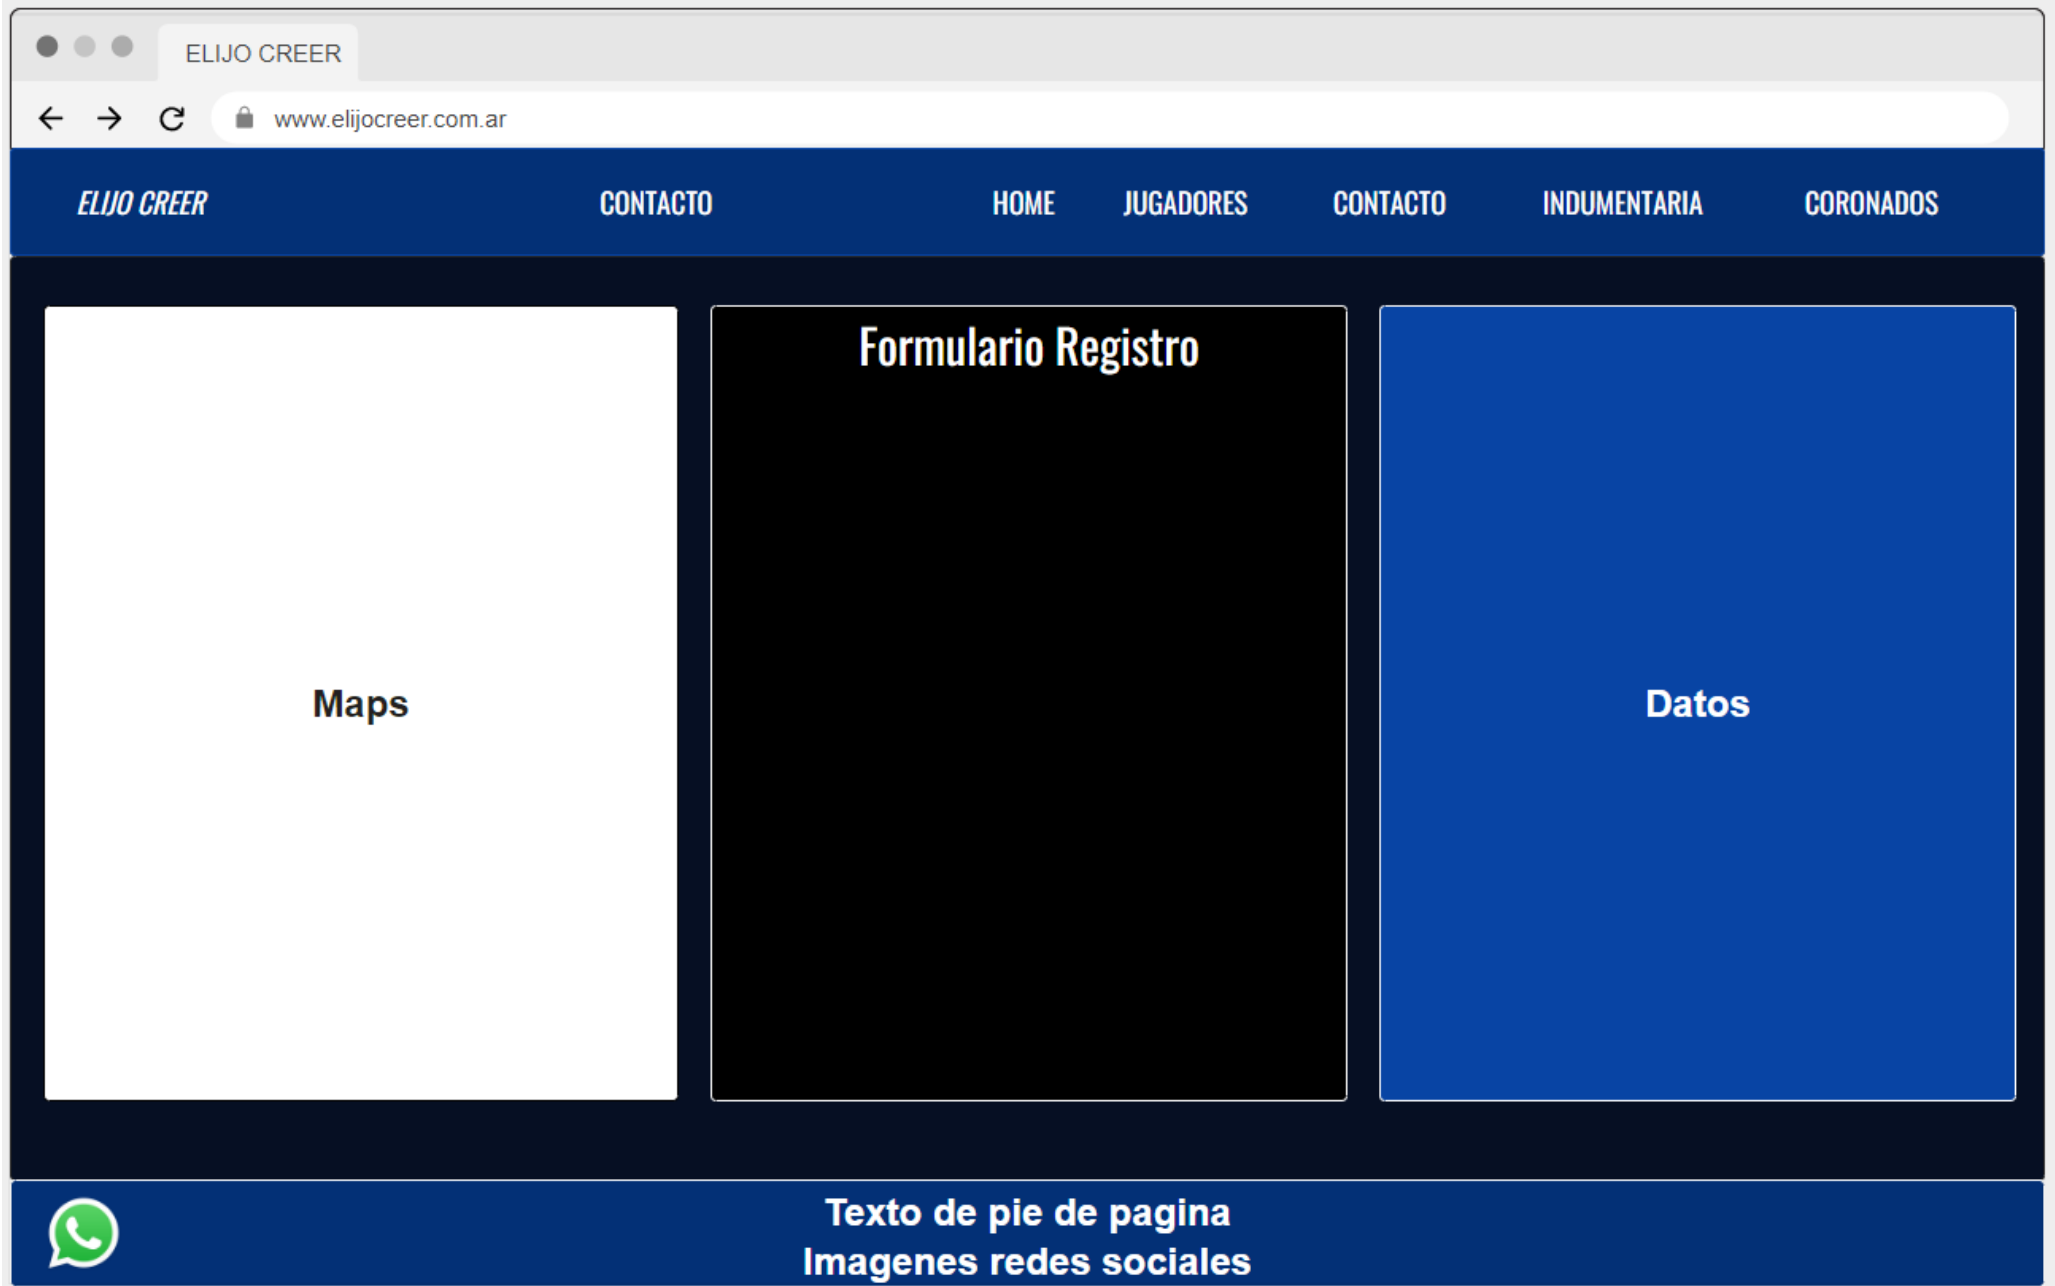 ELIJO CREER
www.elijocreer.com.ar
ELIJO CREER CONTACTO HOME JUGADORES CONTACTO INDUMENTARIA CORONADOS
Formulario Registro
Maps
Datos
Texto de pie de pagina
Imagenes redes sociales